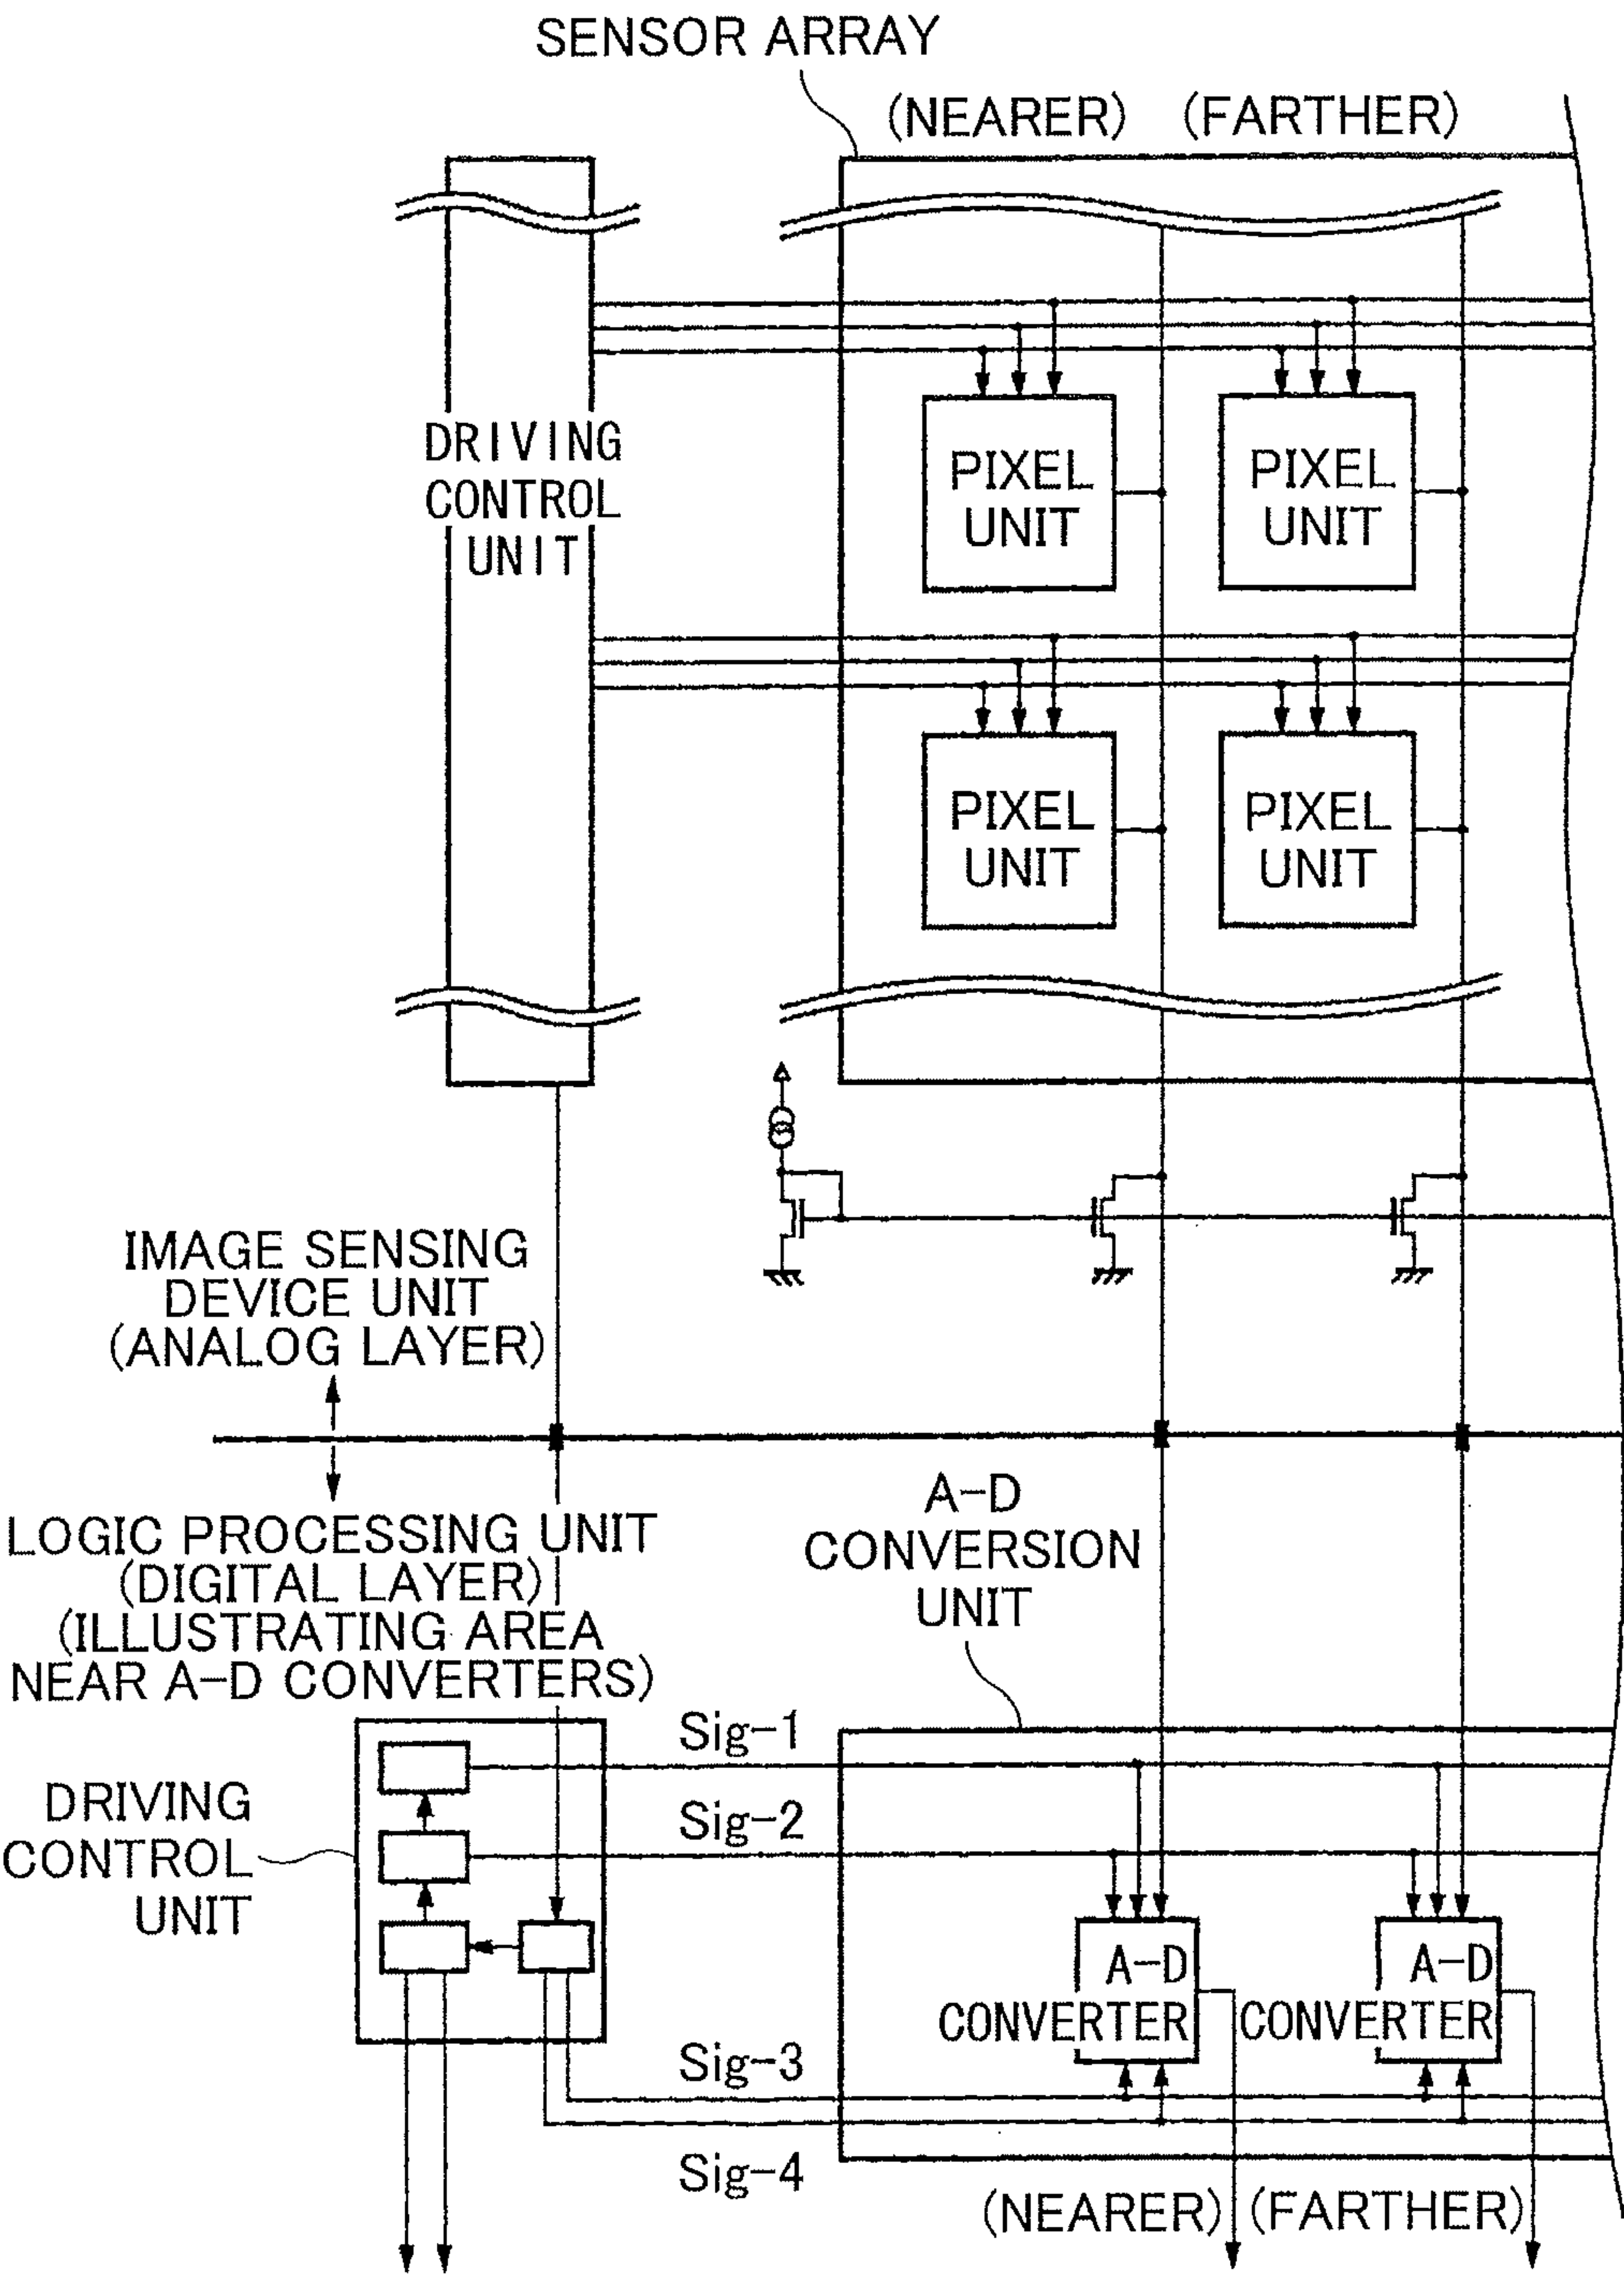 SENSOR ARRAY
(NEARER) (FARTHER)
DRIVING
CONTROL
UNIT
PIXEL
UNIT
PIXEL
UNIT
PIXEL
UNIT
PIXEL
UNIT
IMAGE SENSING
DEVICE UNIT
(ANALOG LAYER)
LOGIC PROCESSING UNIT
(DIGITAL LAYER)
(ILLUSTRATING AREA
NEAR A-D CONVERTERS)
A-D
CONVERSION
UNIT
DRIVING
CONTROL
UNIT
Sig-1
Sig-2
A-D
CONVERTER
A-D
CONVERTER
Sig-3
Sig-4
(NEARER) (FARTHER)